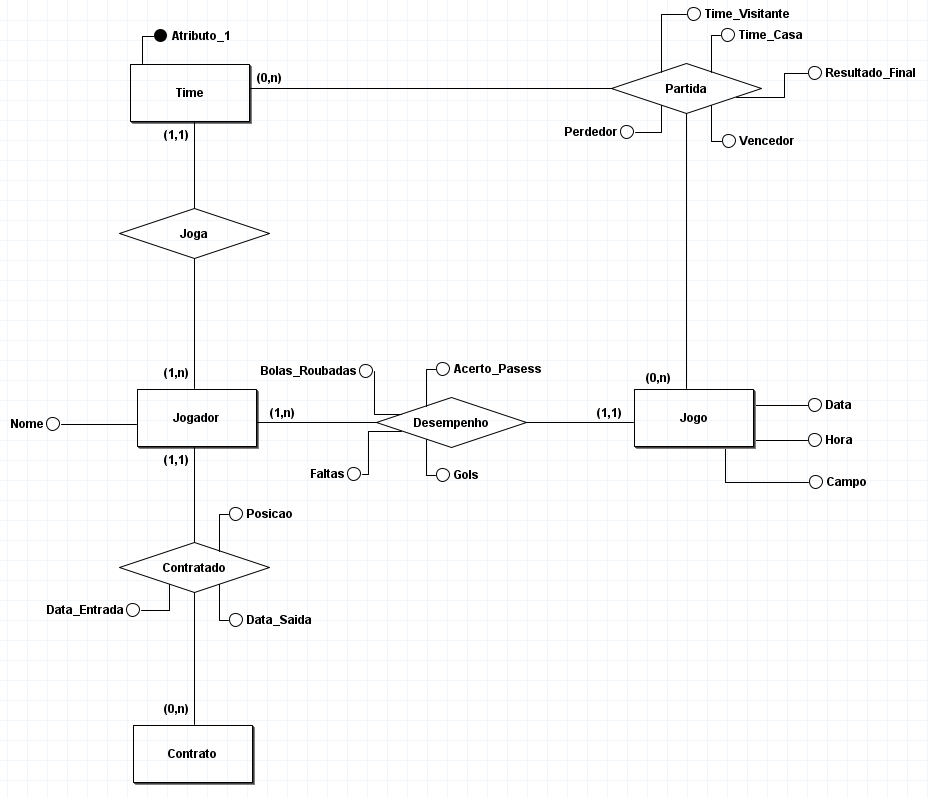 Time_Visitante
Atributo_1
Time_Casa
(0,n)
Resultado_Final
Time
Partida
Perdedor
(1,1)
Vencedor
Joga
(1,n)
Bolas_Roubadas
Acerto_Pasess
(0,n)
Data
Nome
Jogador
(1,n)
Desempenho
(1,1)
Jogo
Hora
(1,1)
Faltas
Gols
Campo
Posicao
Contratado
Data_Entrada
Data_Saida
(0,n)
Contrato